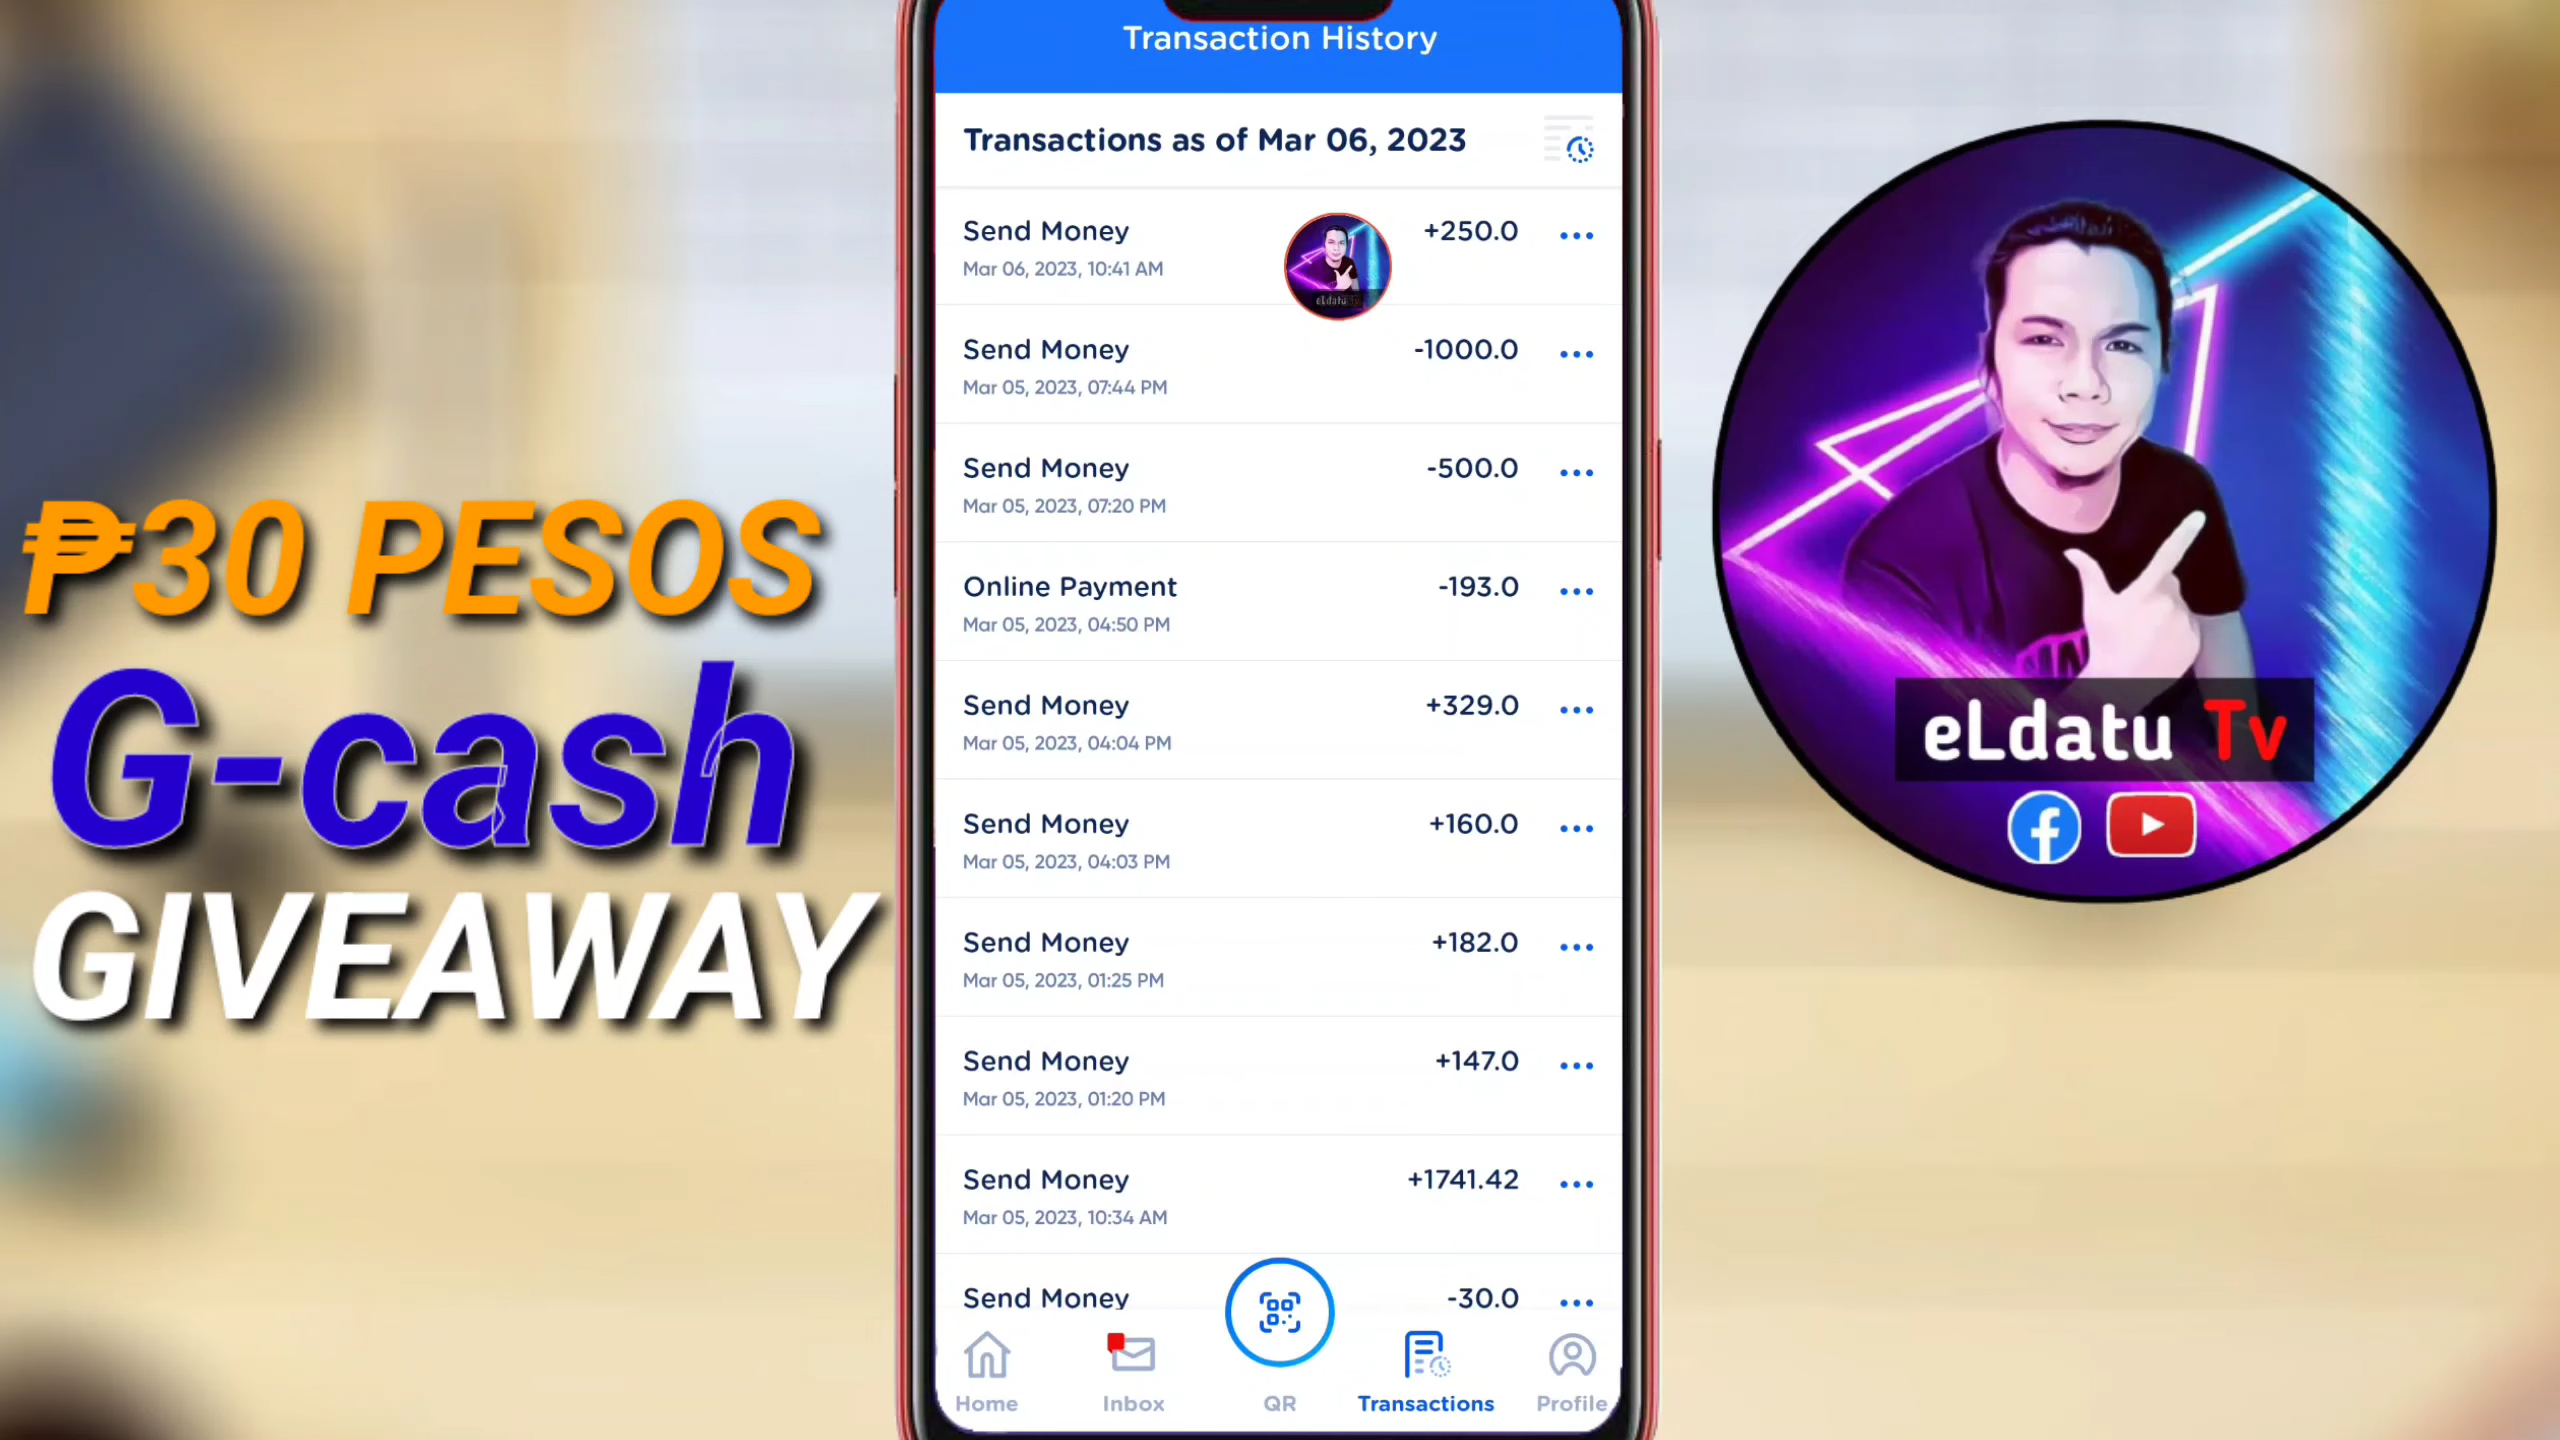 ₱30 PESOS
G-cash
GIVEAWAY
Transaction History
Transactions as of Mar 06, 2023
Send Money +250.0
Mar 06, 2023, 10:41 AM
eLdatu
Send Money -1000.0
Mar 05, 2023, 07:44 PM
Send Money -500.0
Mar 05, 2023, 07:20 PM
Online Payment -193.0
Mar 05, 2023, 04:50 PM
Send Money +329.0
Mar 05, 2023, 04:04 PM
Send Money +160.0
Mar 05, 2023, 04:03 PM
Send Money +182.0
Mar 05, 2023, 01:25 PM
Send Money +147.0
Mar 05, 2023, 01:20 PM
Send Money +1741.42
Mar 05, 2023, 10:34 AM
Send Money -30.0
Home Inbox QR Transactions Profile
eLdatu Tv